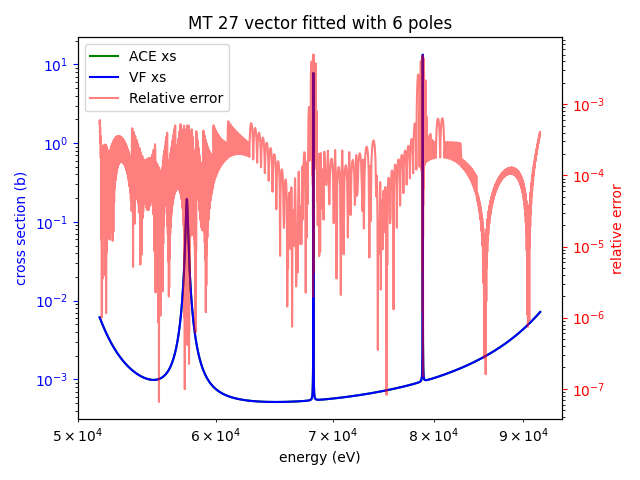 MT 27 vector fitted with 6 poles
ACE xs
VF xs
Relative error
cross section (b)
10¹
10⁰
10⁻¹
10⁻²
10⁻³
relative error
10⁻³
10⁻⁴
10⁻⁵
10⁻⁶
10⁻⁷
5 × 10⁴ 6 × 10⁴ 7 × 10⁴ 8 × 10⁴ 9 × 10⁴
energy (eV)